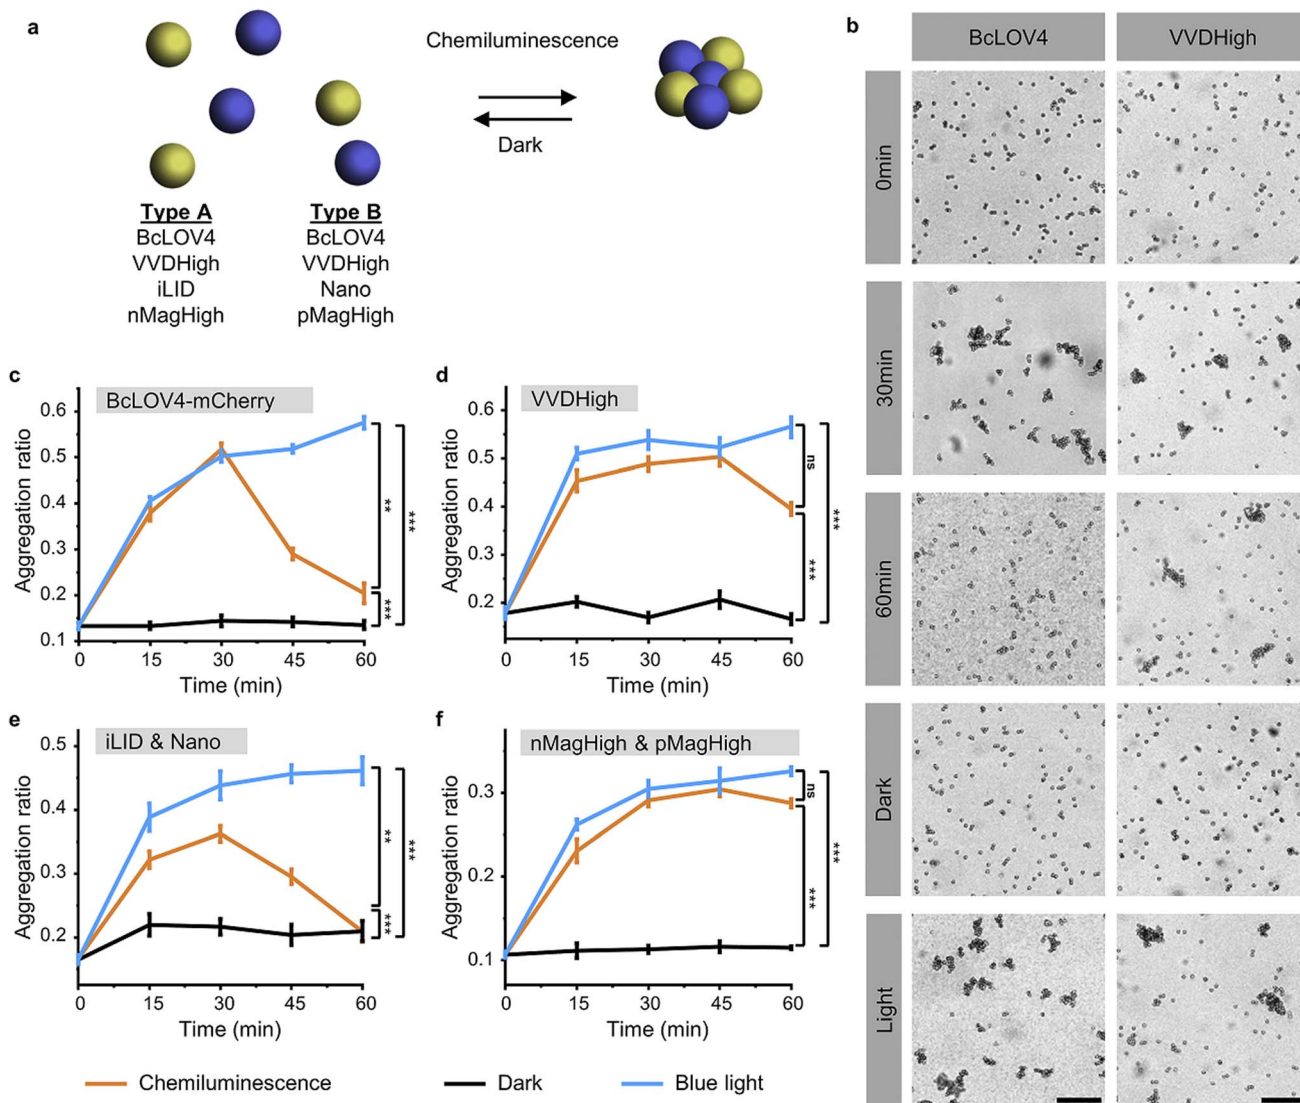 a
Chemiluminescence
Dark
Type A
BcLOV4
VVDHigh
iLID
nMagHigh
Type B
BcLOV4
VVDHigh
Nano
pMagHigh
b
BcLOV4
VVDHigh
0min
30min
60min
Dark
Light
c
BcLOV4-mCherry
Aggregation ratio
0.6
0.5
0.4
0.3
0.2
0.1
0
15
30
45
60
Time (min)
**
***
***
d
VVDHigh
Aggregation ratio
0.6
0.5
0.4
0.3
0.2
0
15
30
45
60
Time (min)
ns
***
***
e
iLID & Nano
Aggregation ratio
0.5
0.4
0.3
0.2
0
15
30
45
60
Time (min)
**
***
***
f
nMagHigh & pMagHigh
Aggregation ratio
0.3
0.2
0.1
0
15
30
45
60
Time (min)
ns
***
***
Chemiluminescence
Dark
Blue light